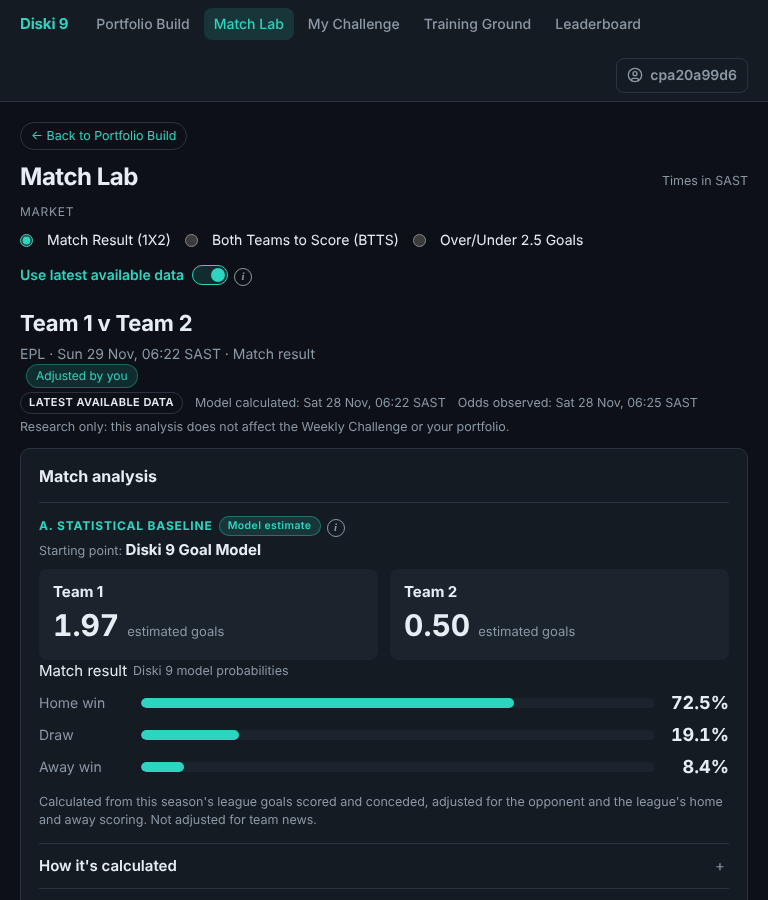 Diski 9 Portfolio Build Match Lab My Challenge Training Ground Leaderboard
cpa20a99d6
← Back to Portfolio Build
Match Lab
Times in SAST
MARKET
Match Result (1X2) Both Teams to Score (BTTS) Over/Under 2.5 Goals
Use latest available data i
Team 1 v Team 2
EPL · Sun 29 Nov, 06:22 SAST · Match result
Adjusted by you
LATEST AVAILABLE DATA Model calculated: Sat 28 Nov, 06:22 SAST Odds observed: Sat 28 Nov, 06:25 SAST
Research only: this analysis does not affect the Weekly Challenge or your portfolio.
Match analysis
A. STATISTICAL BASELINE Model estimate i
Starting point: Diski 9 Goal Model
Team 1
1.97 estimated goals
Team 2
0.50 estimated goals
Match result Diski 9 model probabilities
Home win 72.5%
Draw 19.1%
Away win 8.4%
Calculated from this season's league goals scored and conceded, adjusted for the opponent and the league's home
and away scoring. Not adjusted for team news.
How it's calculated +